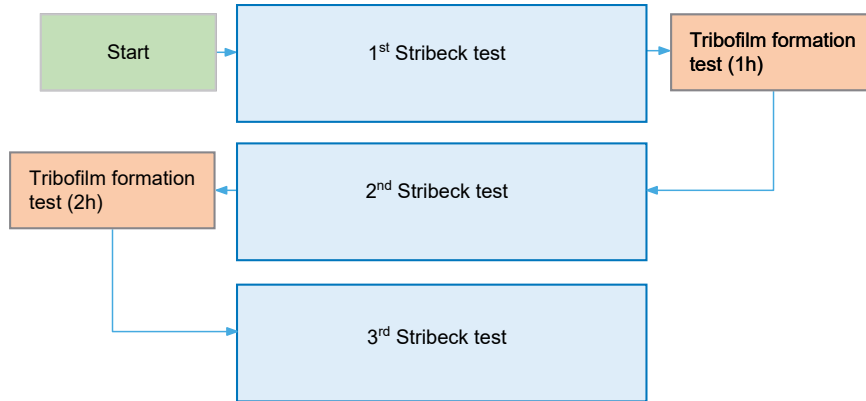 Start
1st Stribeck test
Tribofilm formation
test (1h)
2nd Stribeck test
Tribofilm formation
test (2h)
3rd Stribeck test